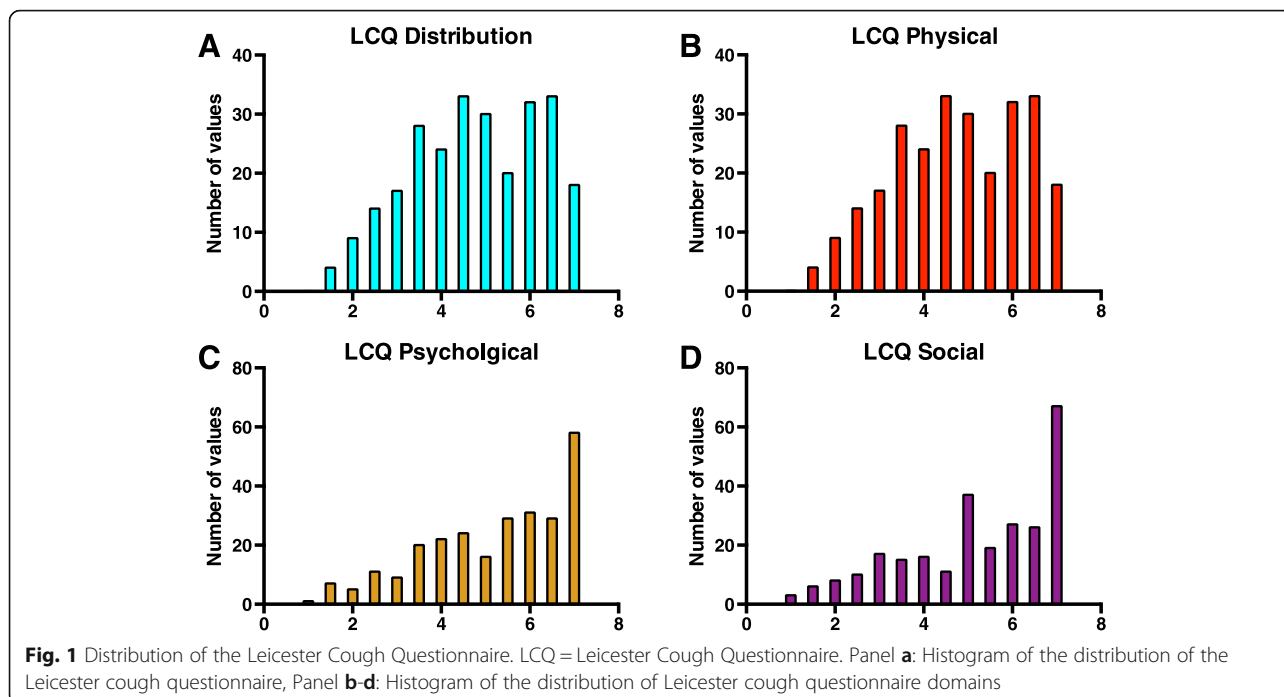 A
LCQ Distribution
Number of values
40
30
20
10
0
0 2 4 6 8
B
LCQ Physical
Number of values
40
30
20
10
0
0 2 4 6 8
C
LCQ Psycholgical
Number of values
80
60
40
20
0
0 2 4 6 8
D
LCQ Social
Number of values
80
60
40
20
0
0 2 4 6 8
Fig. 1 Distribution of the Leicester Cough Questionnaire. LCQ = Leicester Cough Questionnaire. Panel a: Histogram of the distribution of the
Leicester cough questionnaire, Panel b-d: Histogram of the distribution of Leicester cough questionnaire domains